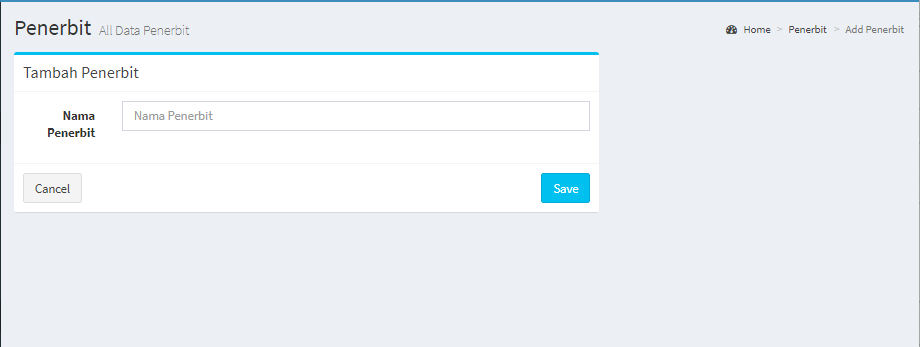 Penerbit All Data Penerbit
Home > Penerbit > Add Penerbit
Tambah Penerbit
Nama
Penerbit
Nama Penerbit
Cancel
Save